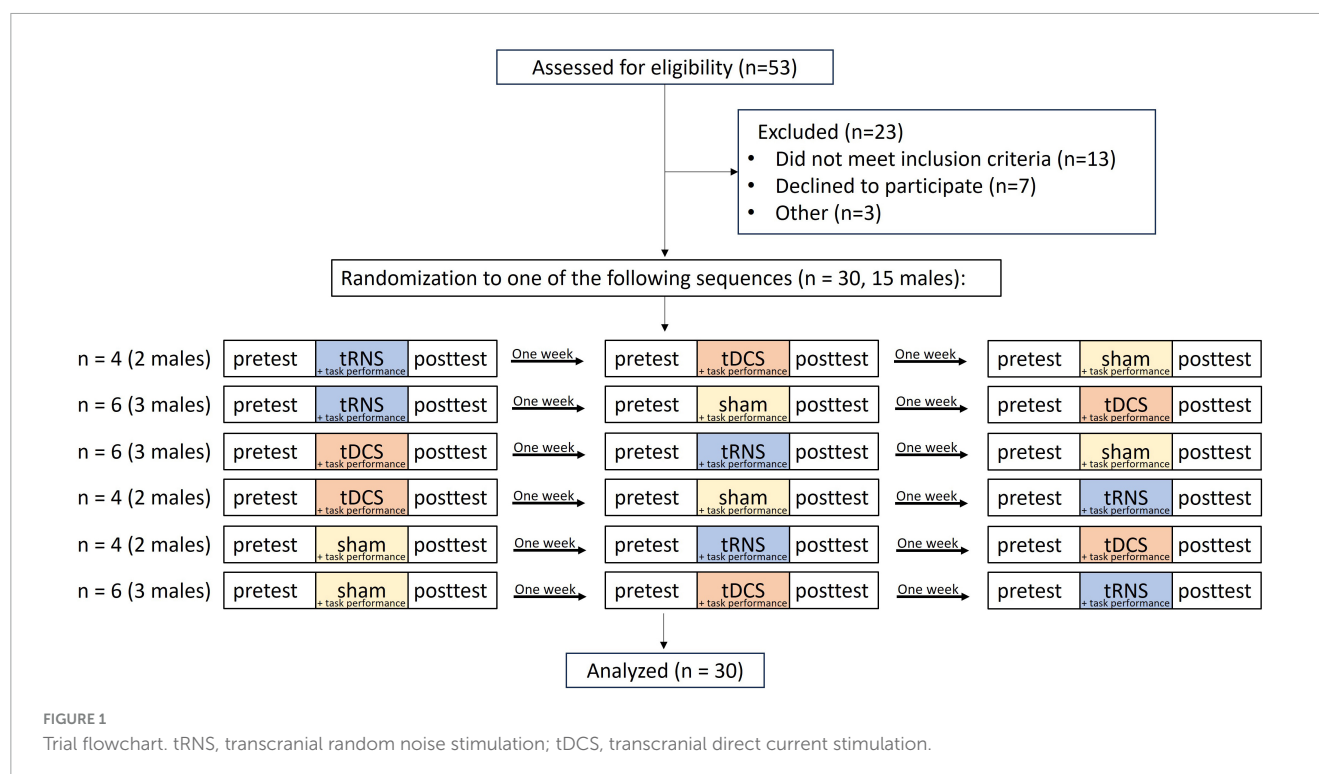 Assessed for eligibility (n=53)
Excluded (n=23)
• Did not meet inclusion criteria (n=13)
• Declined to participate (n=7)
• Other (n=3)
Randomization to one of the following sequences (n = 30, 15 males):
n = 4 (2 males) pretest tRNS + task performance posttest One week pretest tDCS + task performance posttest One week pretest sham + task performance posttest
n = 6 (3 males) pretest tRNS + task performance posttest One week pretest sham + task performance posttest One week pretest tDCS + task performance posttest
n = 6 (3 males) pretest tDCS + task performance posttest One week pretest tRNS + task performance posttest One week pretest sham + task performance posttest
n = 4 (2 males) pretest tDCS + task performance posttest One week pretest sham + task performance posttest One week pretest tRNS + task performance posttest
n = 4 (2 males) pretest sham + task performance posttest One week pretest tRNS + task performance posttest One week pretest tDCS + task performance posttest
n = 6 (3 males) pretest sham + task performance posttest One week pretest tDCS + task performance posttest One week pretest tRNS + task performance posttest
Analyzed (n = 30)
FIGURE 1
Trial flowchart. tRNS, transcranial random noise stimulation; tDCS, transcranial direct current stimulation.